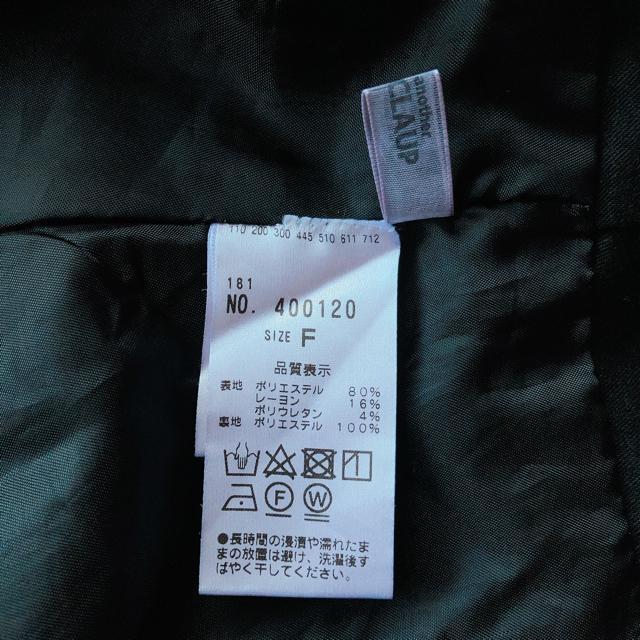 another
CLAUP
110 200 300 445 510 611 712
181
NO. 400120
SIZE F
品質表示
表地 ポリエステル 80%
レーヨン 16%
ポリウレタン 4%
裏地 ポリエステル 100%
F W
●長時間の浸漬や濡れたま
まの放置は避け、洗濯後す
ばやく干してください。